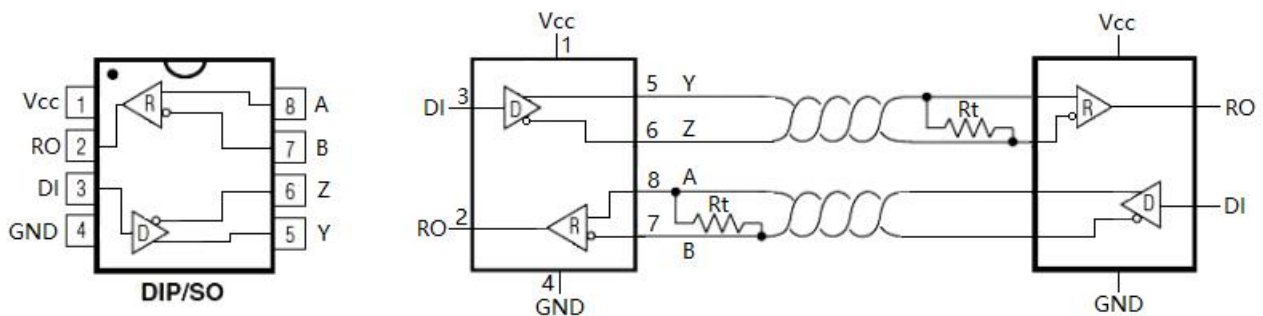 Vcc 1 R 8 A
RO 2 7 B
DI 3 6 Z
GND 4 D 5 Y
DIP/SO
Vcc Vcc
1
5 Y
DI 3 D Rt R RO
6 Z
8 A
Rt D DI
RO 2 R 7
B
4
GND GND